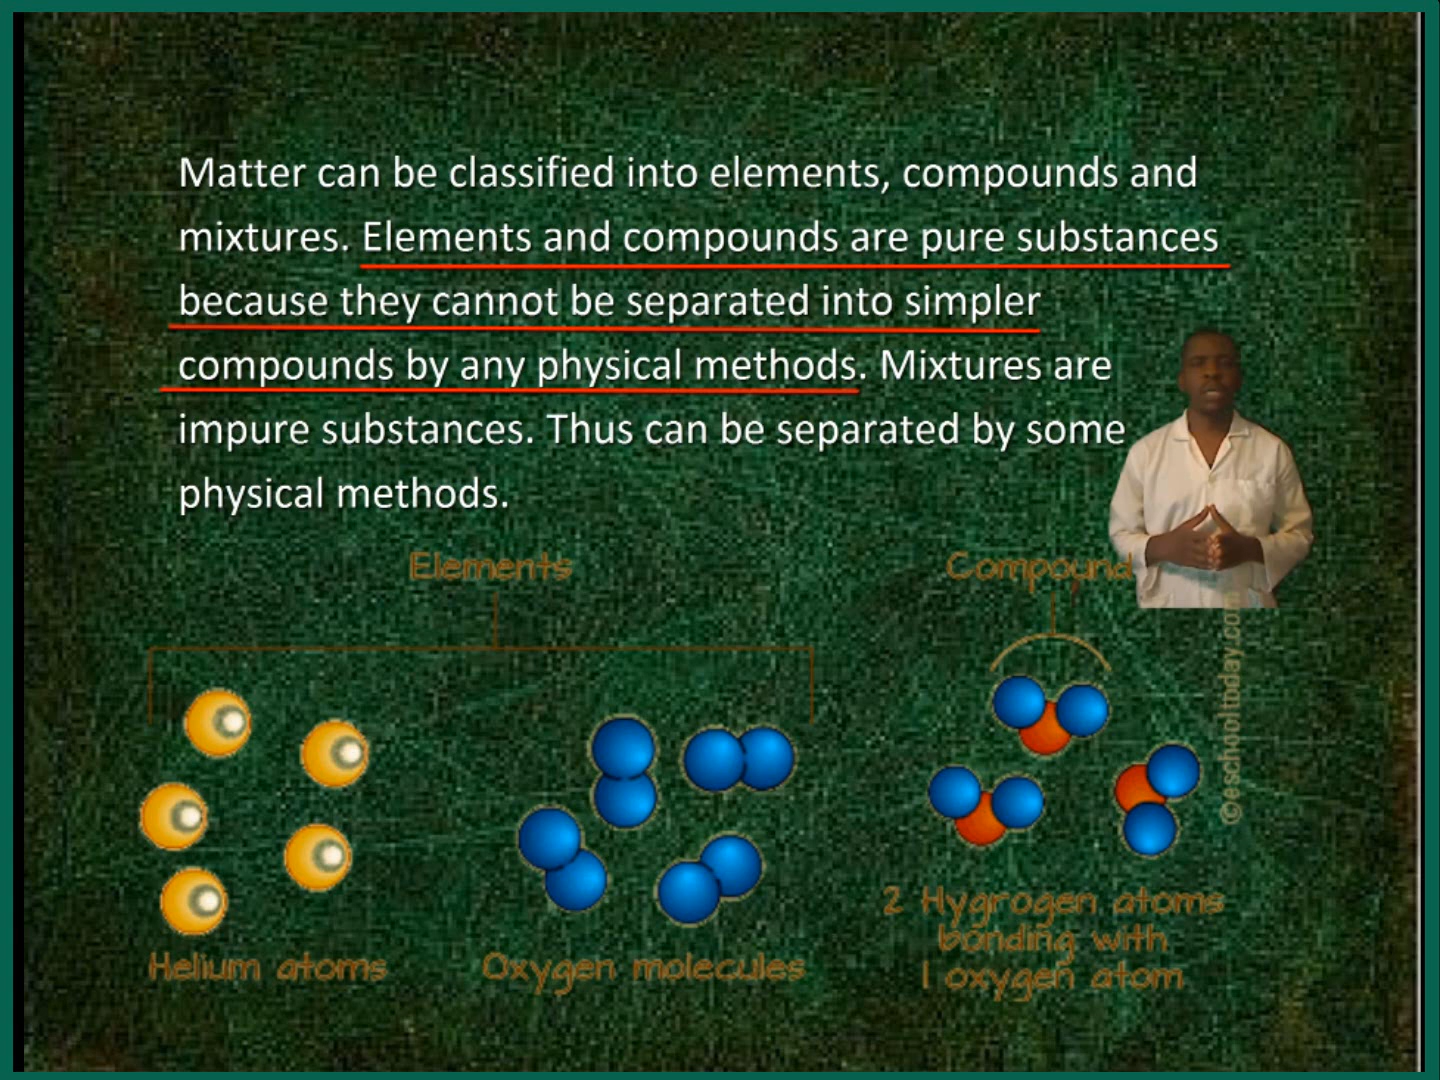 Matter can be classified into elements, compounds and
mixtures. Elements and compounds are pure substances
because they cannot be separated into simpler
compounds by any physical methods. Mixtures are
impure substances. Thus can be separated by some
physical methods.
Elements
Compound
©eschooltoday.com
Helium atoms
Oxygen molecules
2 Hygrogen atoms
bonding with
1 oxygen atom